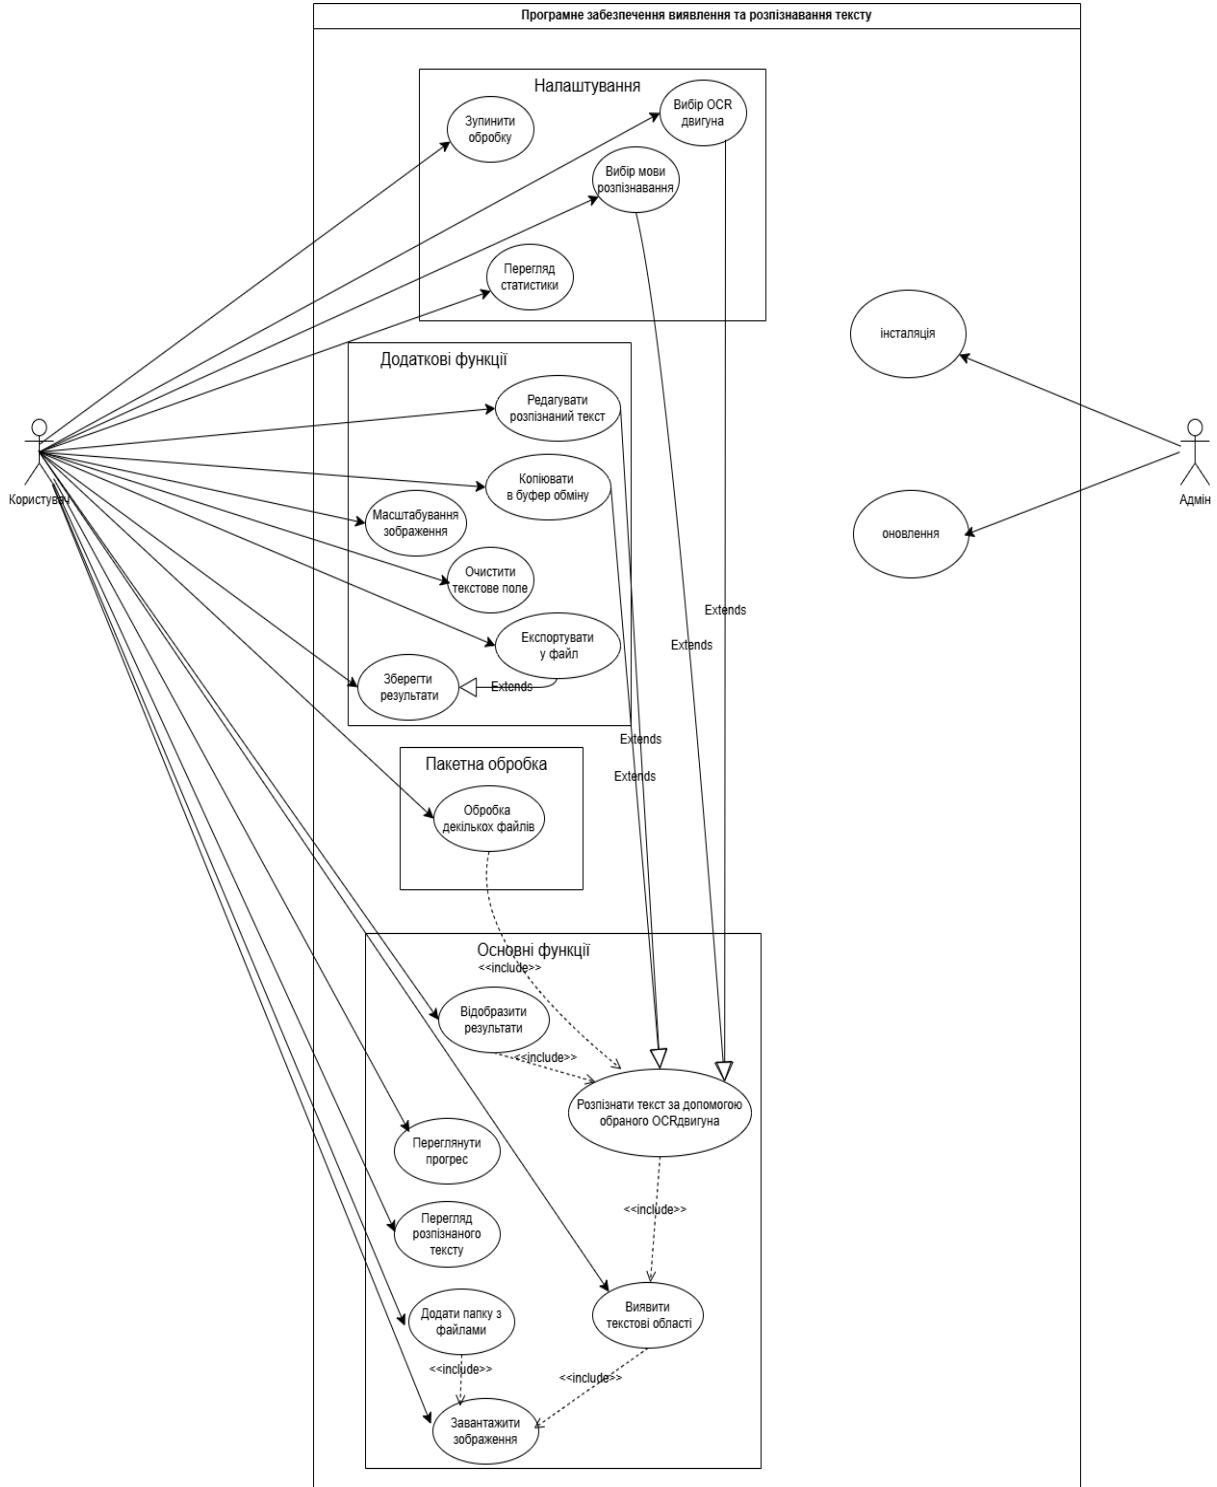 Програмне забезпечення виявлення та розпізнавання тексту
Налаштування
Зупинити
обробку
Вибір OCR
двигуна
Вибір мови
розпізнавання
Перегляд
статистики
інсталяція
Додаткові функції
Редагувати
розпізнаний текст
Копіювати
в буфер обміну
Масштабування
зображення
Очистити
текстове поле
Експортувати
у файл
Зберегти
результати
Extends
Користувач
Адмін
оновлення
Extends
Extends
Extends
Extends
Пакетна обробка
Обробка
декількох файлів
Основні функції
<<include>>
Відобразити
результати
<<include>>
Розпізнати текст за допомогою
обраного OCRдвигуна
Переглянути
прогрес
<<include>>
Перегляд
розпізнаного
тексту
Додати папку з
файлами
Виявити
текстові області
<<include>>
<<include>>
Завантажити
зображення